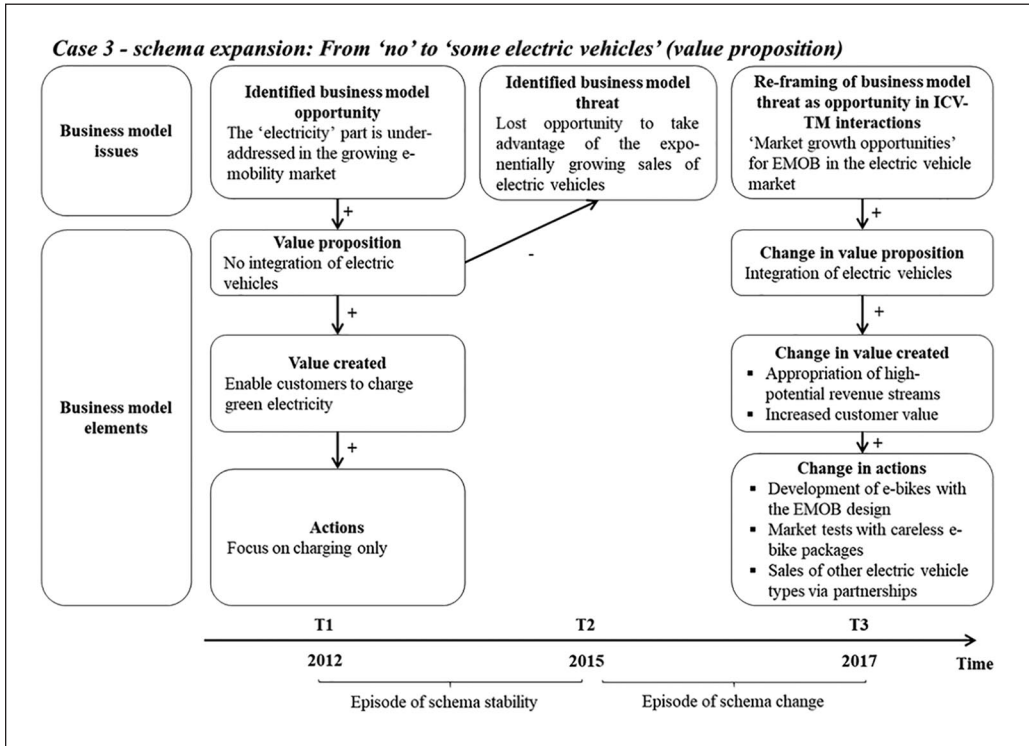 Case 3 - schema expansion: From ‘no’ to ‘some electric vehicles’ (value proposition)
Business model
issues
Identified business model
opportunity
The ‘electricity’ part is under-
addressed in the growing e-
mobility market
Identified business model
threat
Lost opportunity to take
advantage of the expo-
nentially growing sales of
electric vehicles
Re-framing of business model
threat as opportunity in ICV-
TM interactions
‘Market growth opportunities’
for EMOB in the electric vehicle
market
+
+
Business model
elements
Value proposition
No integration of electric
vehicles
-
Change in value proposition
Integration of electric vehicles
+
+
Value created
Enable customers to charge
green electricity
Change in value created
▪ Appropriation of high-
potential revenue streams
▪ Increased customer value
+
+
Actions
Focus on charging only
Change in actions
▪ Development of e-bikes with
the EMOB design
▪ Market tests with careless e-
bike packages
▪ Sales of other electric vehicle
types via partnerships
T1
T2
T3
2012
2015
2017
Time
Episode of schema stability
Episode of schema change